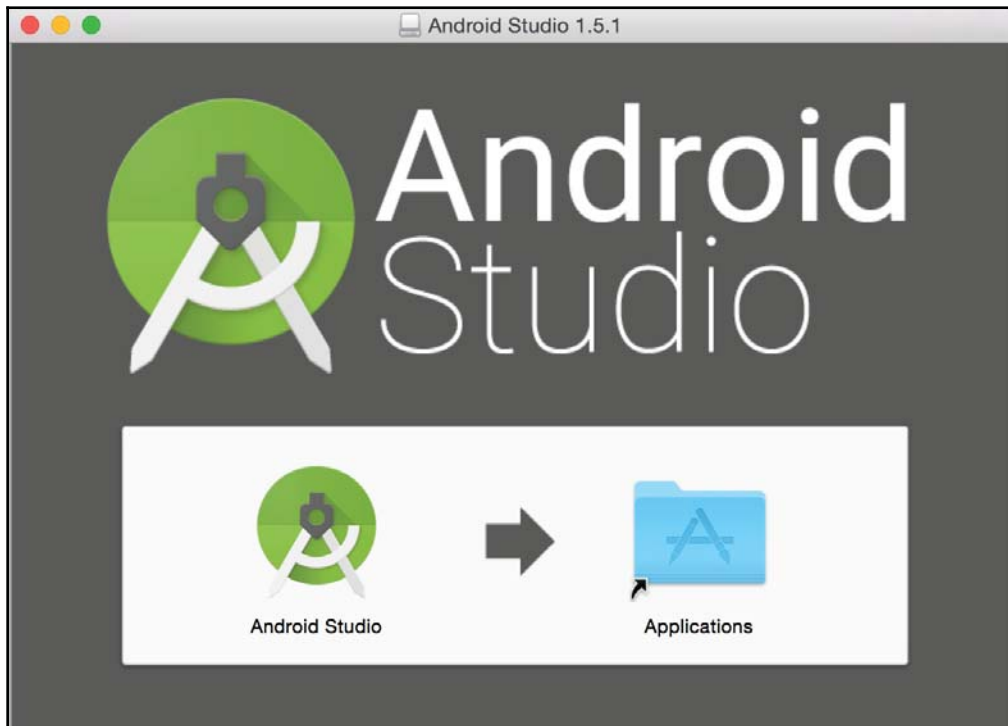 Android Studio 1.5.1
Android
Studio
Android Studio
Applications